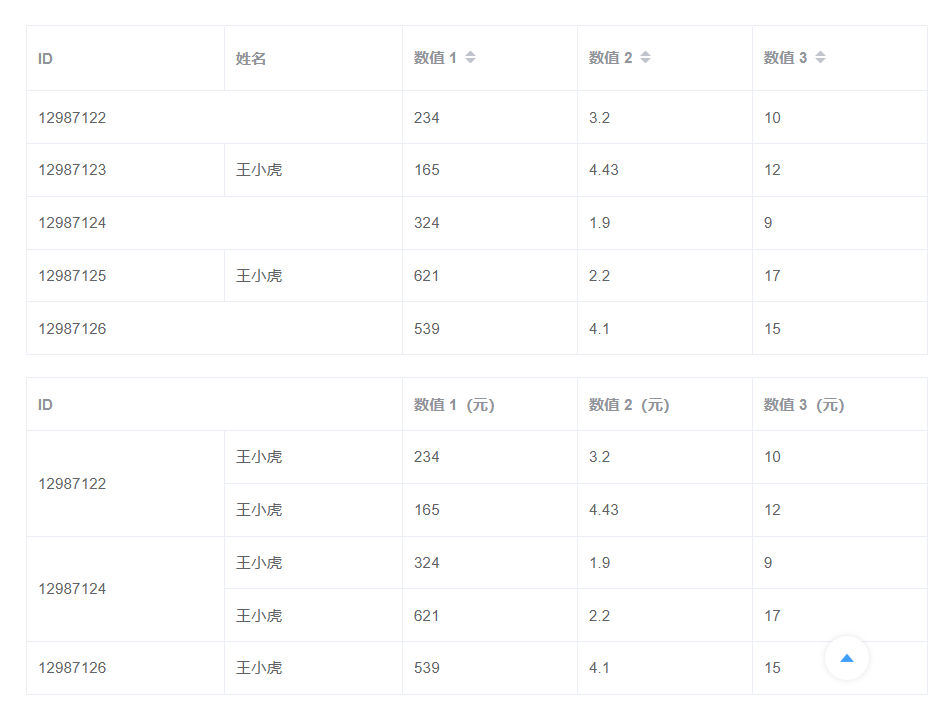 ID 姓名 数值 1 数值 2 数值 3
12987122 234 3.2 10
12987123 王小虎 165 4.43 12
12987124 324 1.9 9
12987125 王小虎 621 2.2 17
12987126 539 4.1 15
ID 数值 1（元） 数值 2（元） 数值 3（元）
12987122 王小虎 234 3.2 10
王小虎 165 4.43 12
12987124 王小虎 324 1.9 9
王小虎 621 2.2 17
12987126 王小虎 539 4.1 15